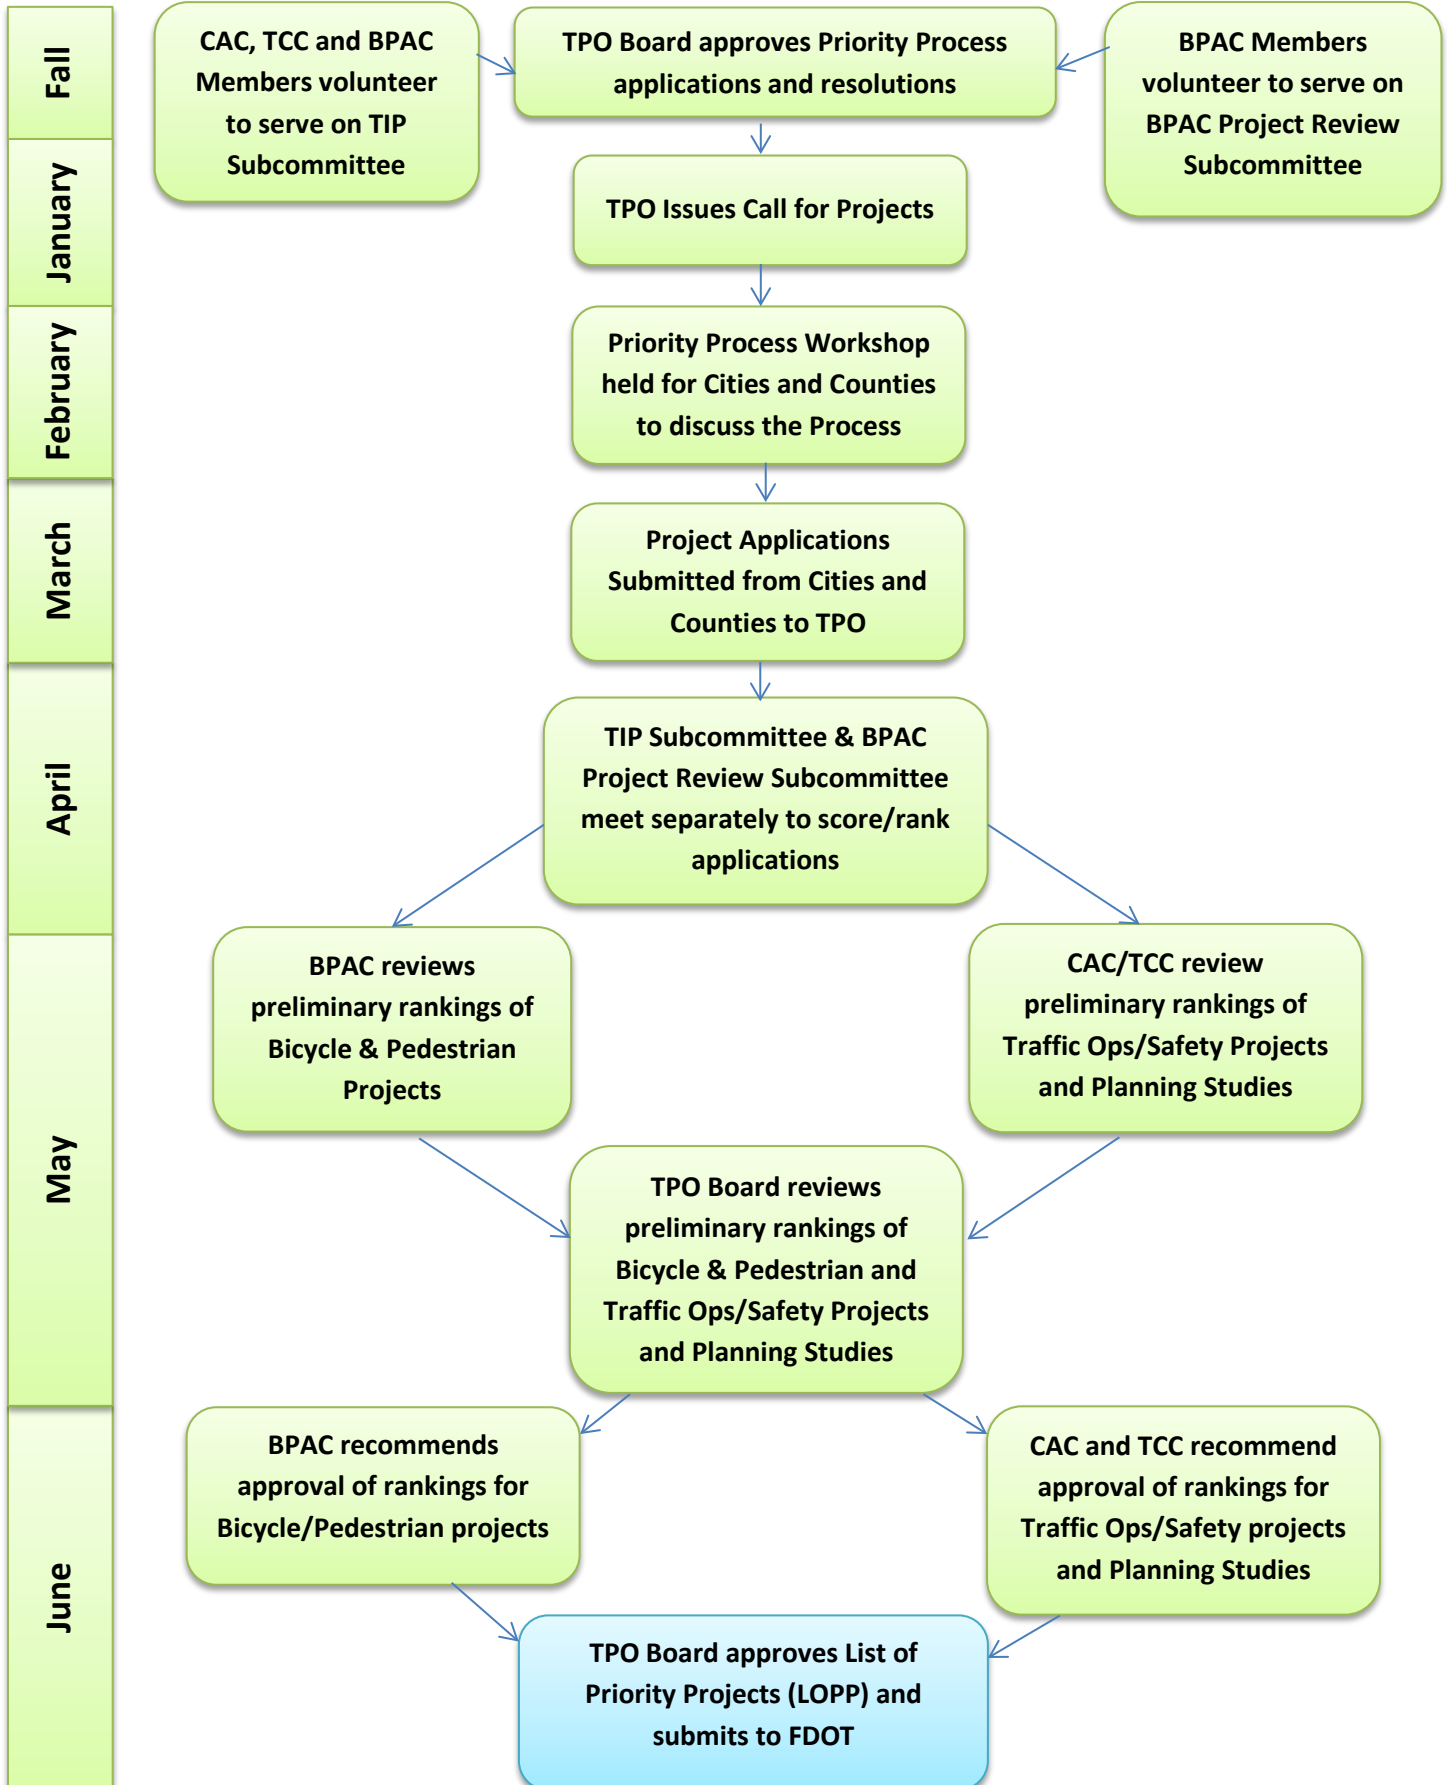 Fall
CAC, TCC and BPAC
Members volunteer
to serve on TIP
Subcommittee
TPO Board approves Priority Process
applications and resolutions
BPAC Members
volunteer to serve on
BPAC Project Review
Subcommittee
January
TPO Issues Call for Projects
February
Priority Process Workshop
held for Cities and Counties
to discuss the Process
March
Project Applications
Submitted from Cities and
Counties to TPO
April
TIP Subcommittee & BPAC
Project Review Subcommittee
meet separately to score/rank
applications
May
BPAC reviews
preliminary rankings of
Bicycle & Pedestrian
Projects
CAC/TCC review
preliminary rankings of
Traffic Ops/Safety Projects
and Planning Studies
TPO Board reviews
preliminary rankings of
Bicycle & Pedestrian and
Traffic Ops/Safety Projects
and Planning Studies
June
BPAC recommends
approval of rankings for
Bicycle/Pedestrian projects
CAC and TCC recommend
approval of rankings for
Traffic Ops/Safety projects
and Planning Studies
TPO Board approves List of
Priority Projects (LOPP) and
submits to FDOT